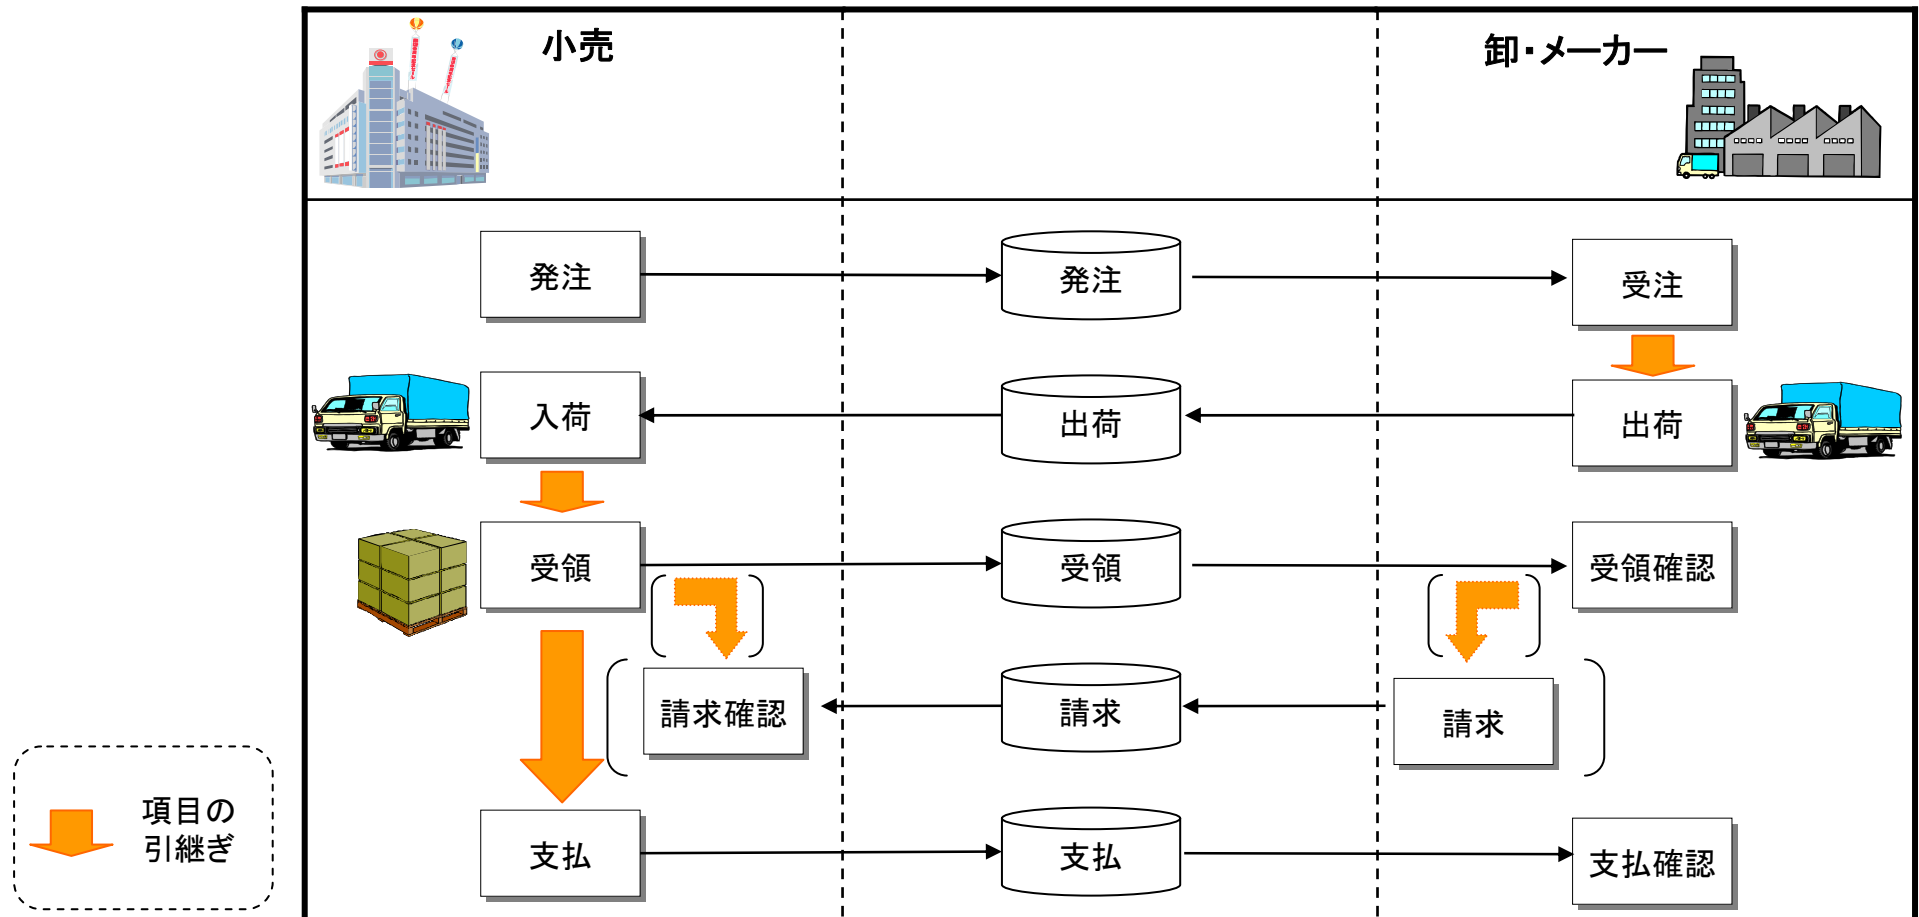 小売
卸・メーカー
発注
発注
受注
入荷
出荷
出荷
受領
受領
受領確認
請求確認
請求
請求
支払
支払
支払確認
項目の
引継ぎ